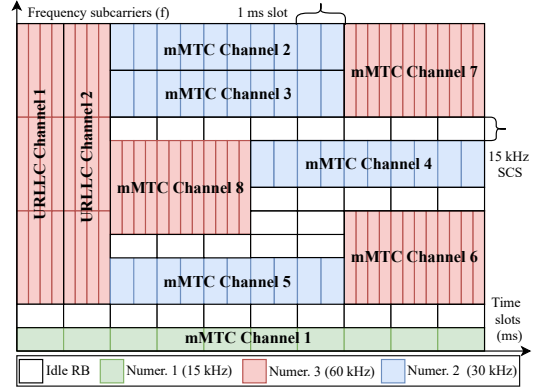 Frequency subcarriers (f)
1 ms slot
mMTC Channel 2
mMTC Channel 3
mMTC Channel 7
URLLC Channel 1
URLLC Channel 2
mMTC Channel 8
mMTC Channel 4
15 kHz
SCS
mMTC Channel 5
mMTC Channel 6
Time
slots
(ms)
mMTC Channel 1
Idle RB
Numer. 1 (15 kHz)
Numer. 3 (60 kHz)
Numer. 2 (30 kHz)